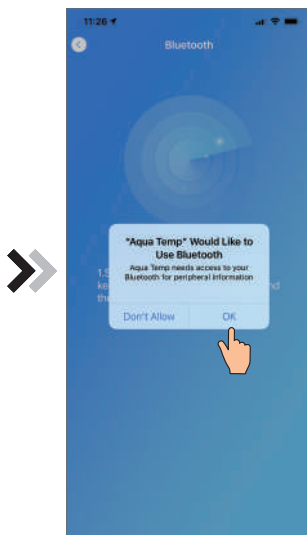 11:26
Bluetooth
"Aqua Temp" Would Like to
Use Bluetooth
Aqua Temp needs access to your
Bluetooth for peripheral information
Don't Allow
OK